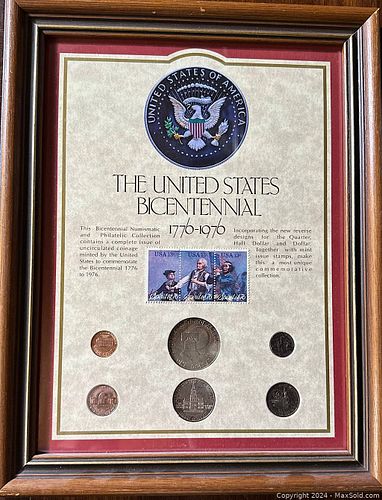 UNITED STATES OF AMERICA
THE UNITED STATES
BICENTENNIAL
1776-1976
This Bicentennial Numismatic
and Philatelic Collection
contains a complete issue of
uncirculated coinage
minted by the United
States to commemorate
the Bicentennial 1776
to 1976.
Incorporating the new reverse
designs for the Quarter,
Half Dollar and Dollar.
Together with mint
issue stamps, make
this a most unique
commemorative
collection.
USA 13c
USA 13c
USA 13c
Copyright © 2024 - MaxSold.com